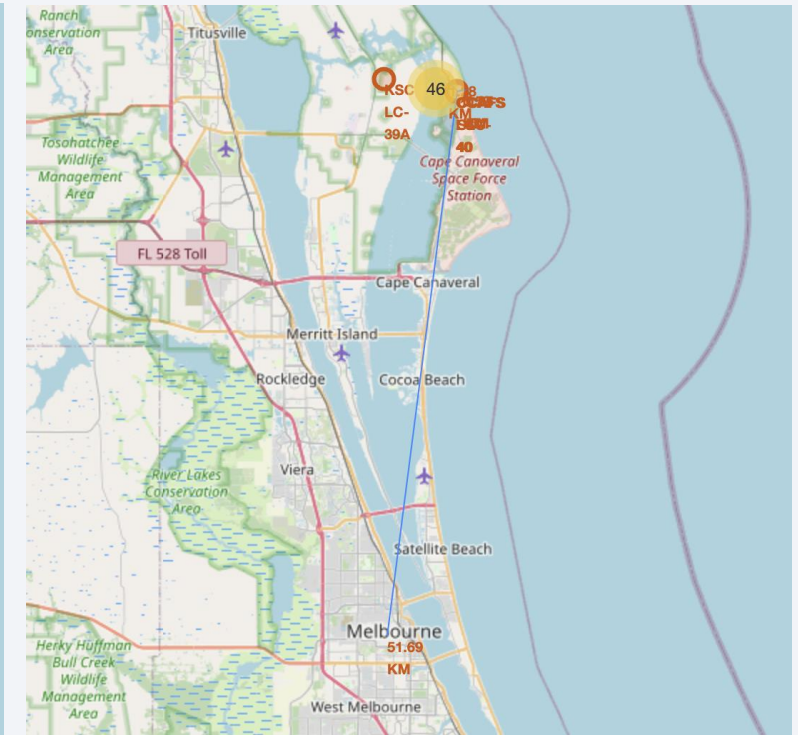 Ranch
onservation
Area
Titusville
KSC
LC-
39A
46
KM
40
Cape Canaveral
Space Force
Station
Tosohatchee
Wildlife
Management
Area
FL 528 Toll
Cape Canaveral
Merritt Island
Rockledge
Cocoa Beach
Viera
River Lakes
Conservation
Area
Satellite Beach
Melbourne
51.69
KM
Herky Huffman
Bull Creek
Wildlife
Management
Area
West Melbourne